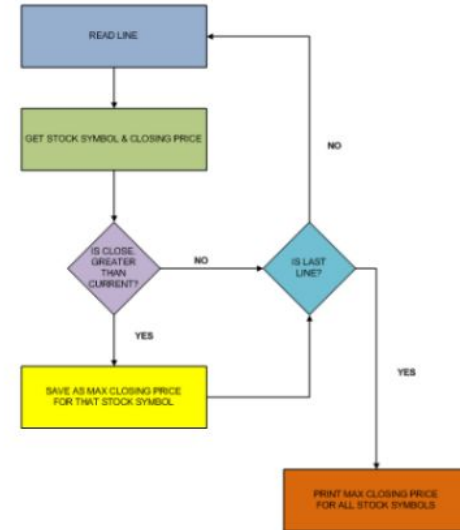 READ LINE
GET STOCK SYMBOL & CLOSING PRICE
NO
IS CLOSE.
GREATER
THAN
CURRENT?
NO
IS LAST
LINE?
YES
YES
SAVE AS MAX CLOSING PRICE
FOR THAT STOCK SYMBOL
PRINT MAX CLOSING PRICE
FOR ALL STOCK SYMBOLS